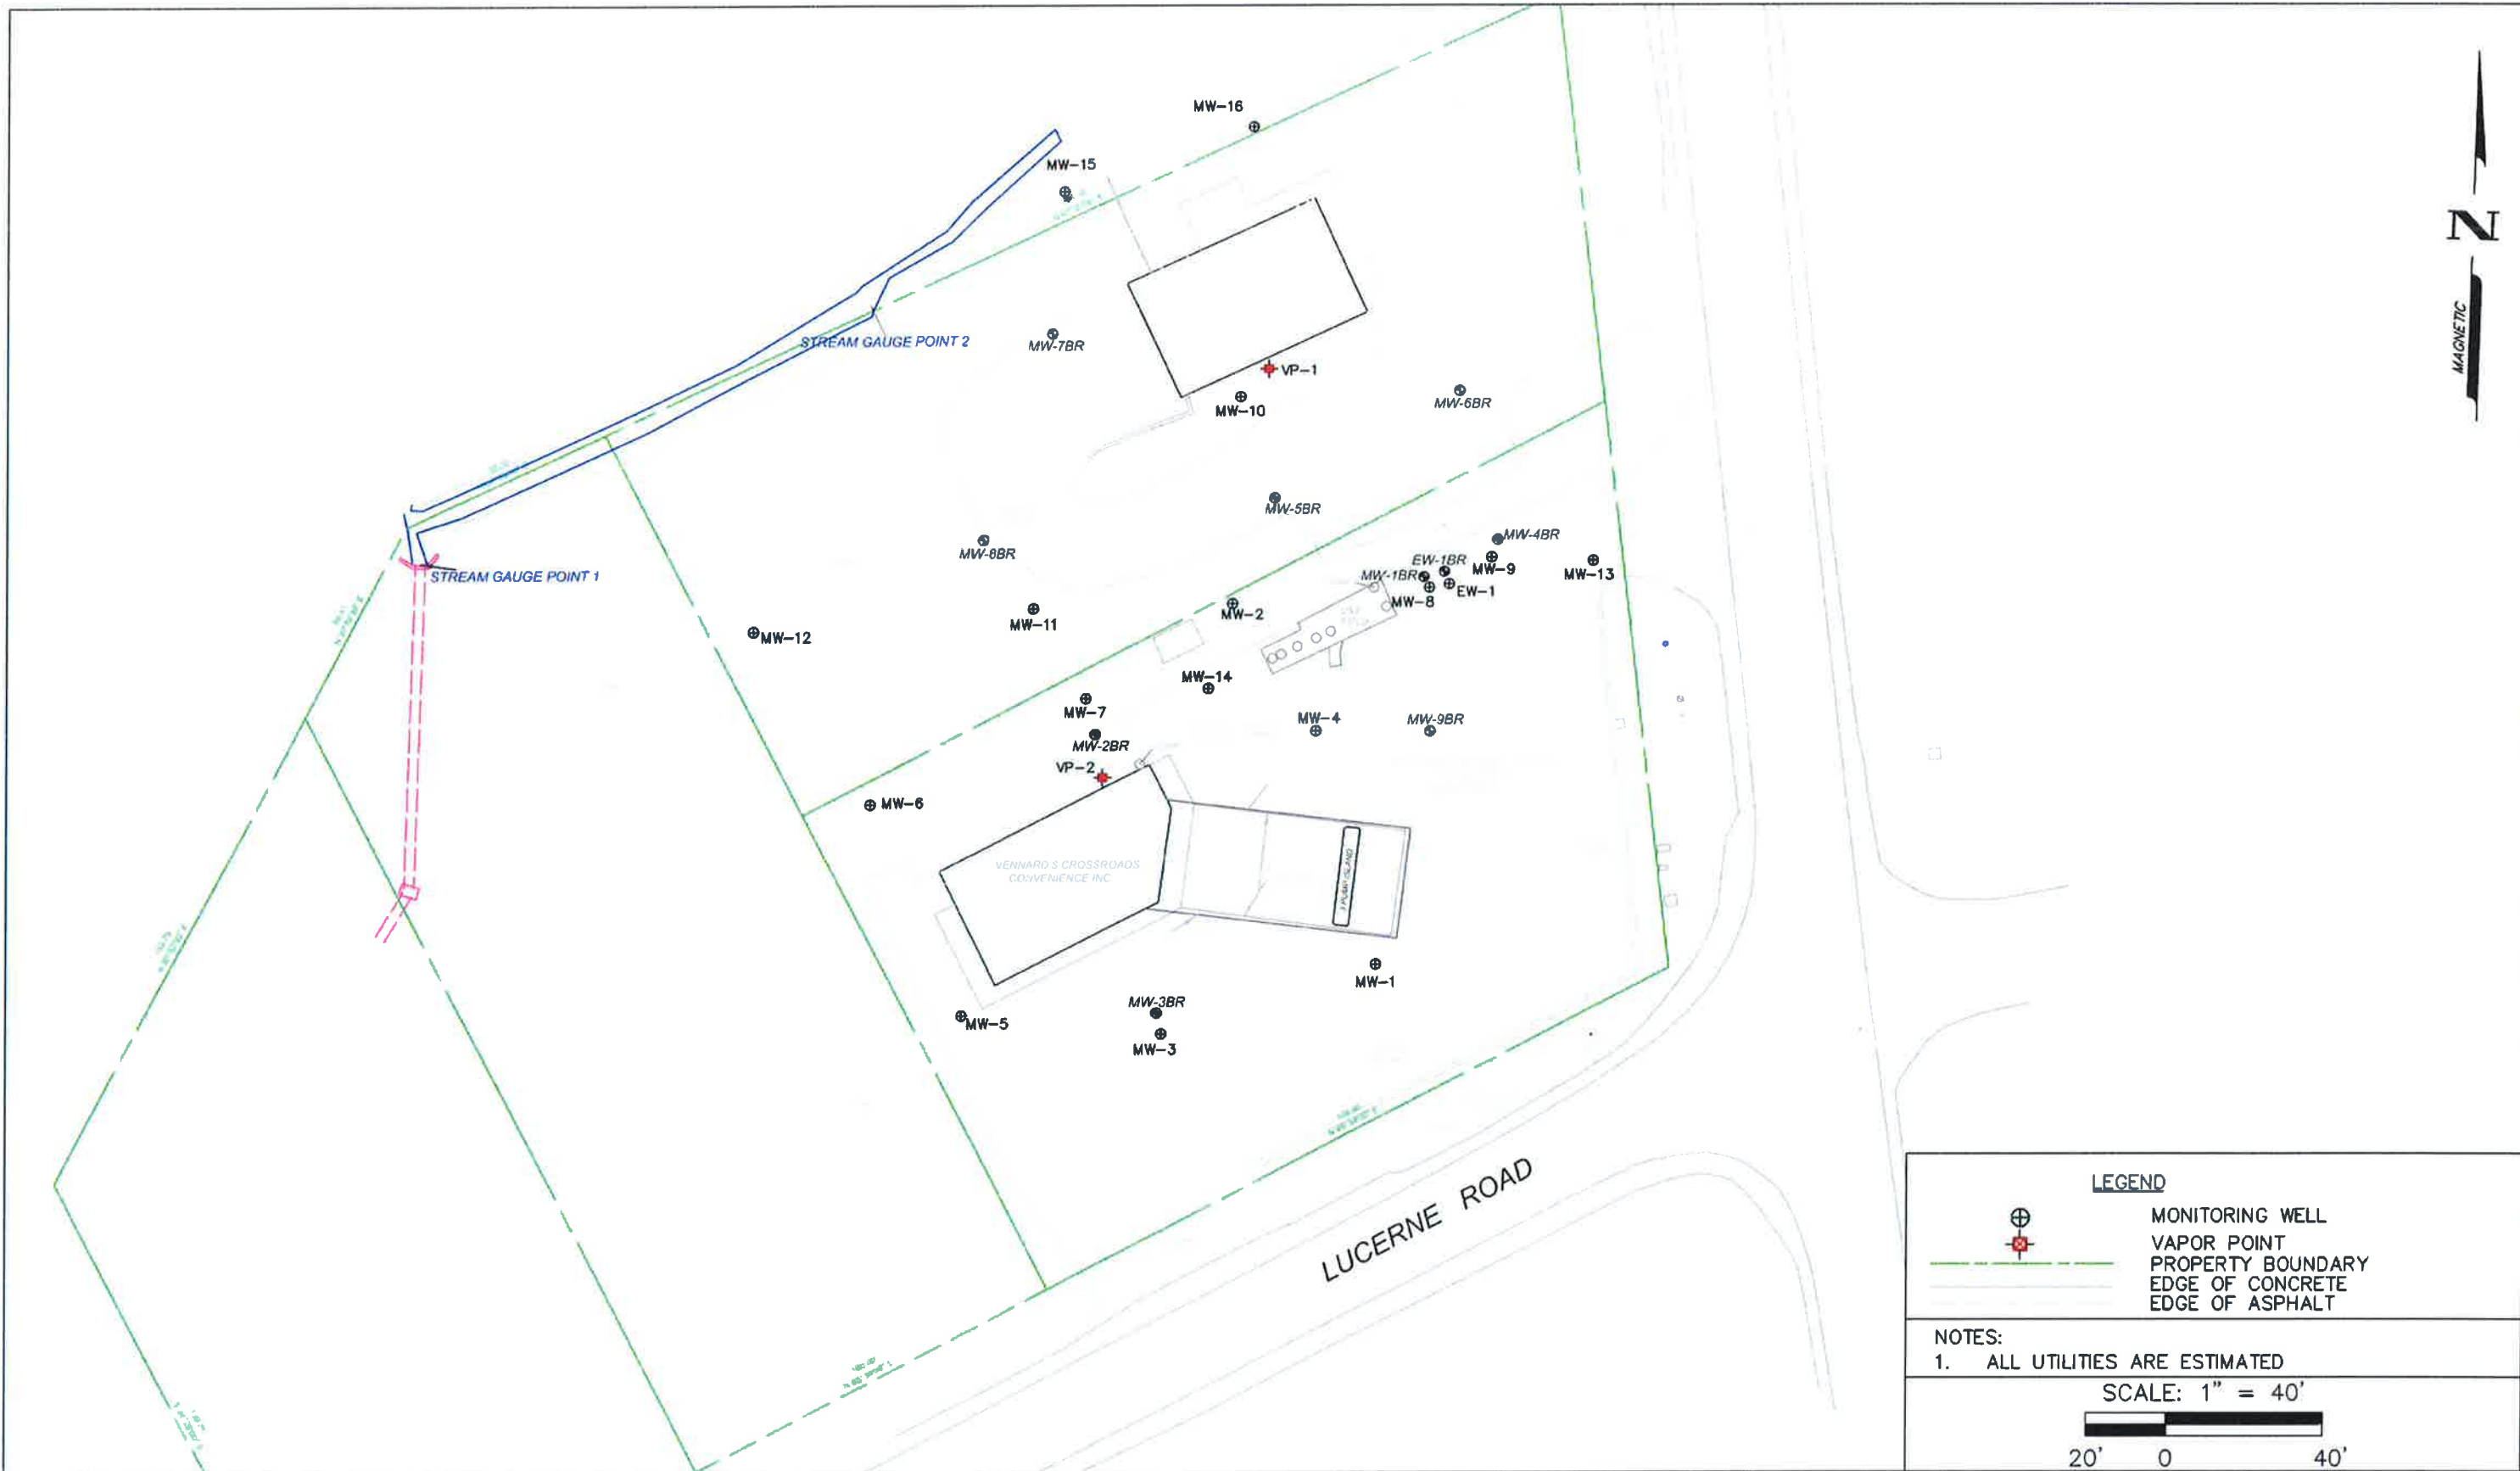 MW-16
MW-15
N
MAGNETIC
STREAM GAUGE POINT 2
MW-7BR
VP-1
MW-10
MW-6BR
MW-5BR
MW-8BR
MW-4BR
EW-1BR
MW-9
MW-13
MW-1BR
EW-1
MW-8
STREAM GAUGE POINT 1
MW-2
MW-11
MW-12
MW-14
MW-7
MW-4
MW-9BR
MW-2BR
VP-2
MW-6
VENNARO'S CROSSROADS
CONVENIENCE INC
MW-1
MW-3BR
MW-5
MW-3
LUCERNE ROAD
LEGEND
MONITORING WELL
VAPOR POINT
PROPERTY BOUNDARY
EDGE OF CONCRETE
EDGE OF ASPHALT
NOTES:
1. ALL UTILITIES ARE ESTIMATED
SCALE: 1" = 40'
20' 0 40'